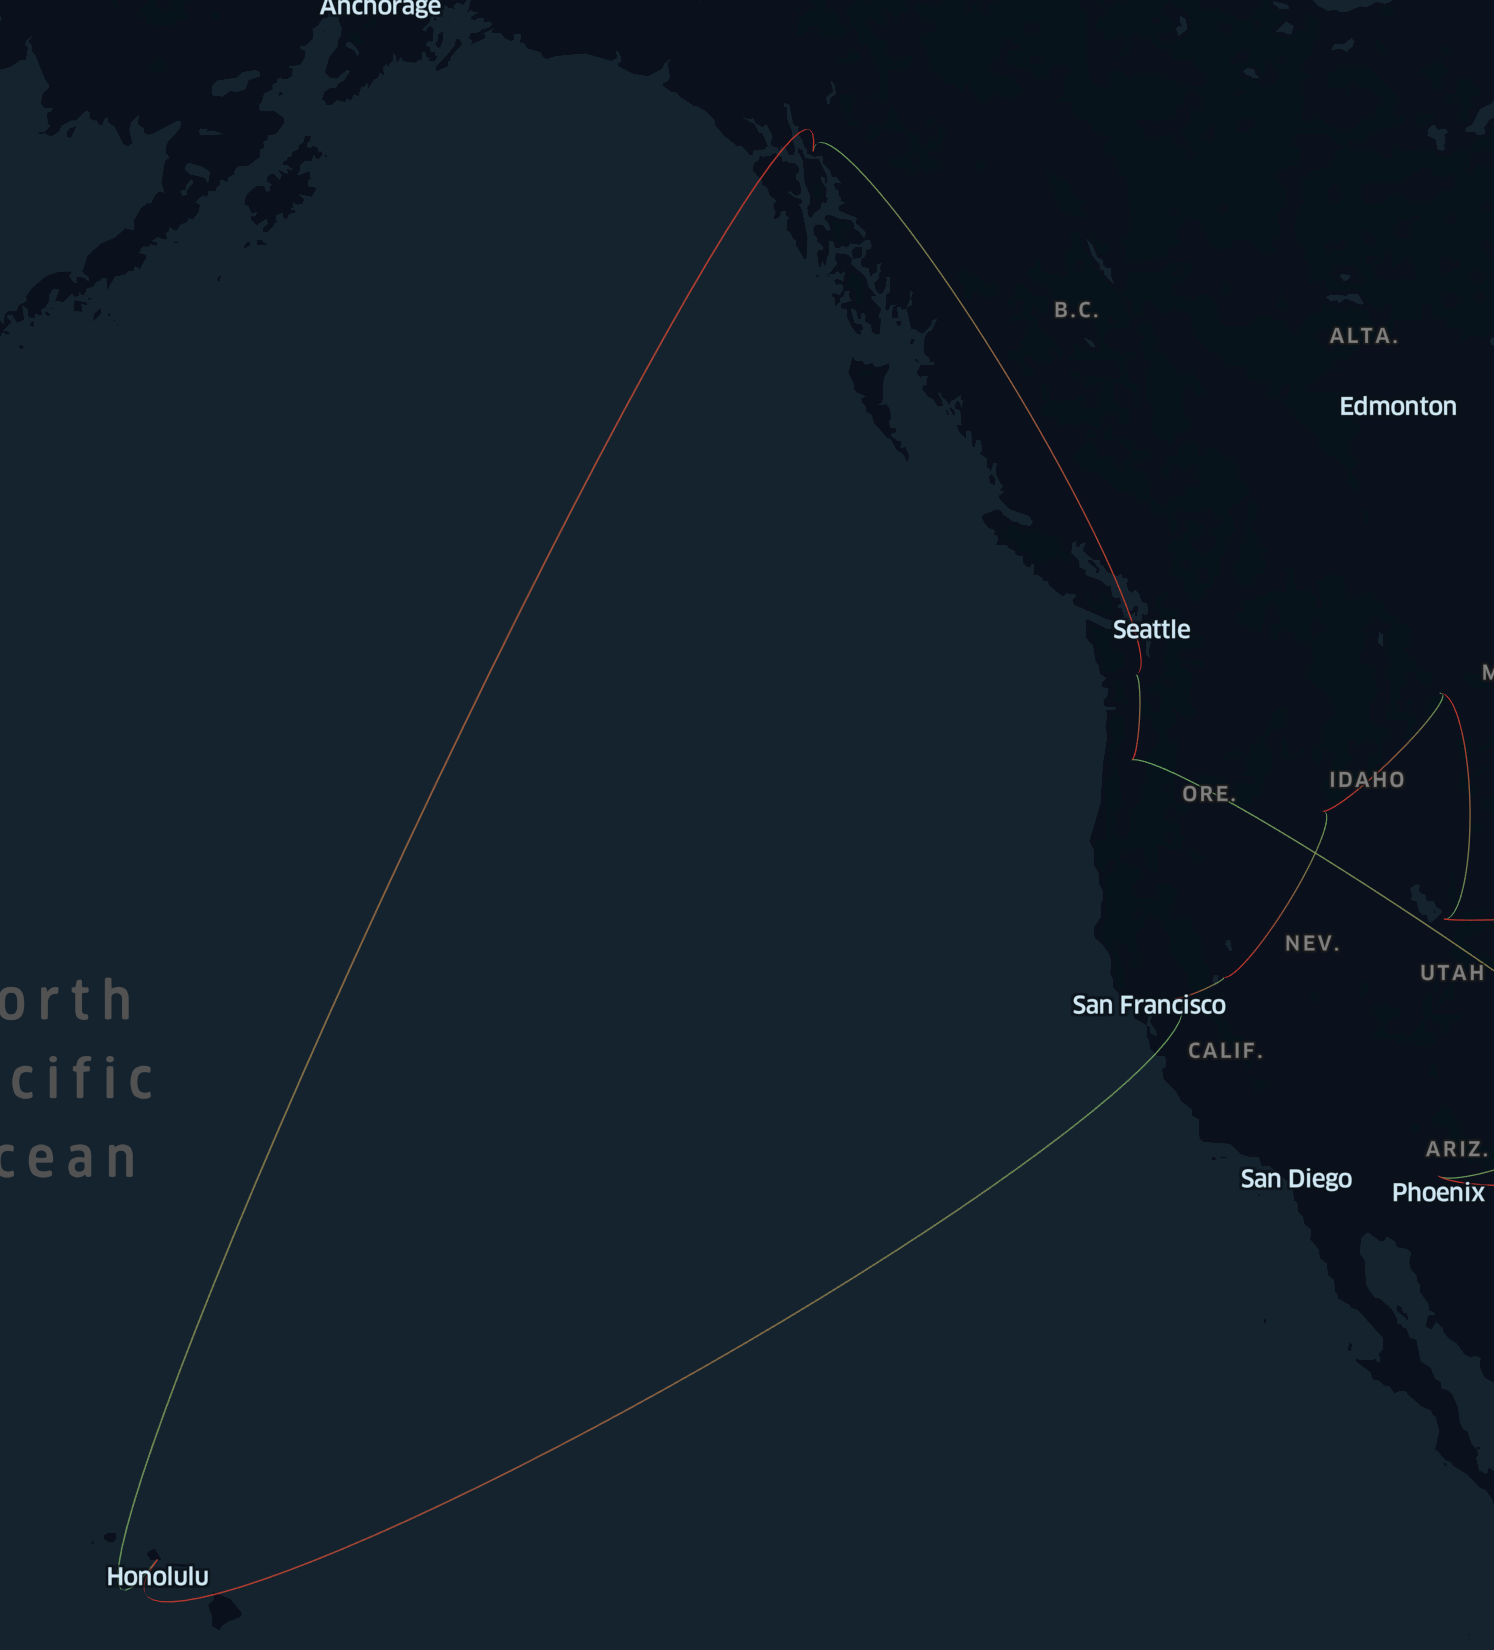 Anchorage
B.C.
ALTA.
Edmonton
Seattle
M
IDAHO
ORE.
NEV.
UTAH
orth
San Francisco
CALIF.
cific
ARIZ.
cean
San Diego
Phoenix
Honolulu